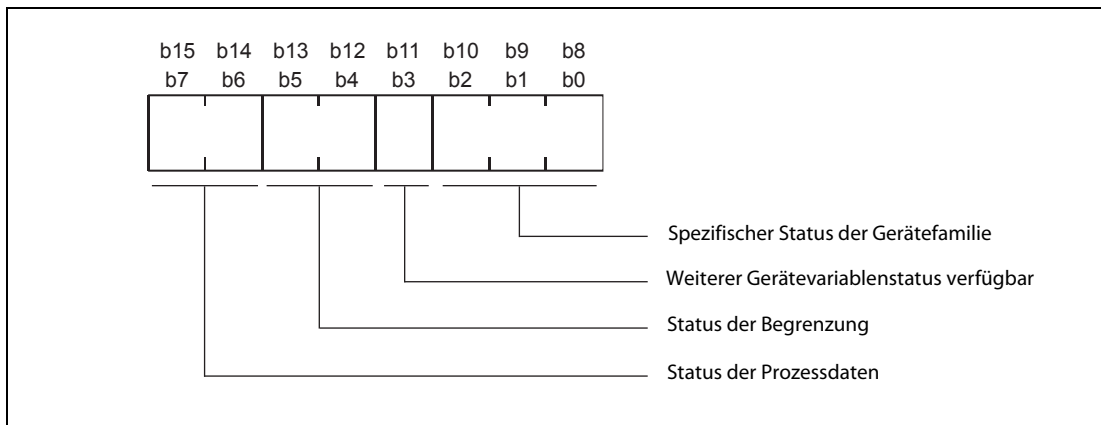 b15 b14 b13 b12 b11 b10 b9 b8
b7 b6 b5 b4 b3 b2 b1 b0
Spezifischer Status der Gerätefamilie
Weiterer Gerätevariablenstatus verfügbar
Status der Begrenzung
Status der Prozessdaten